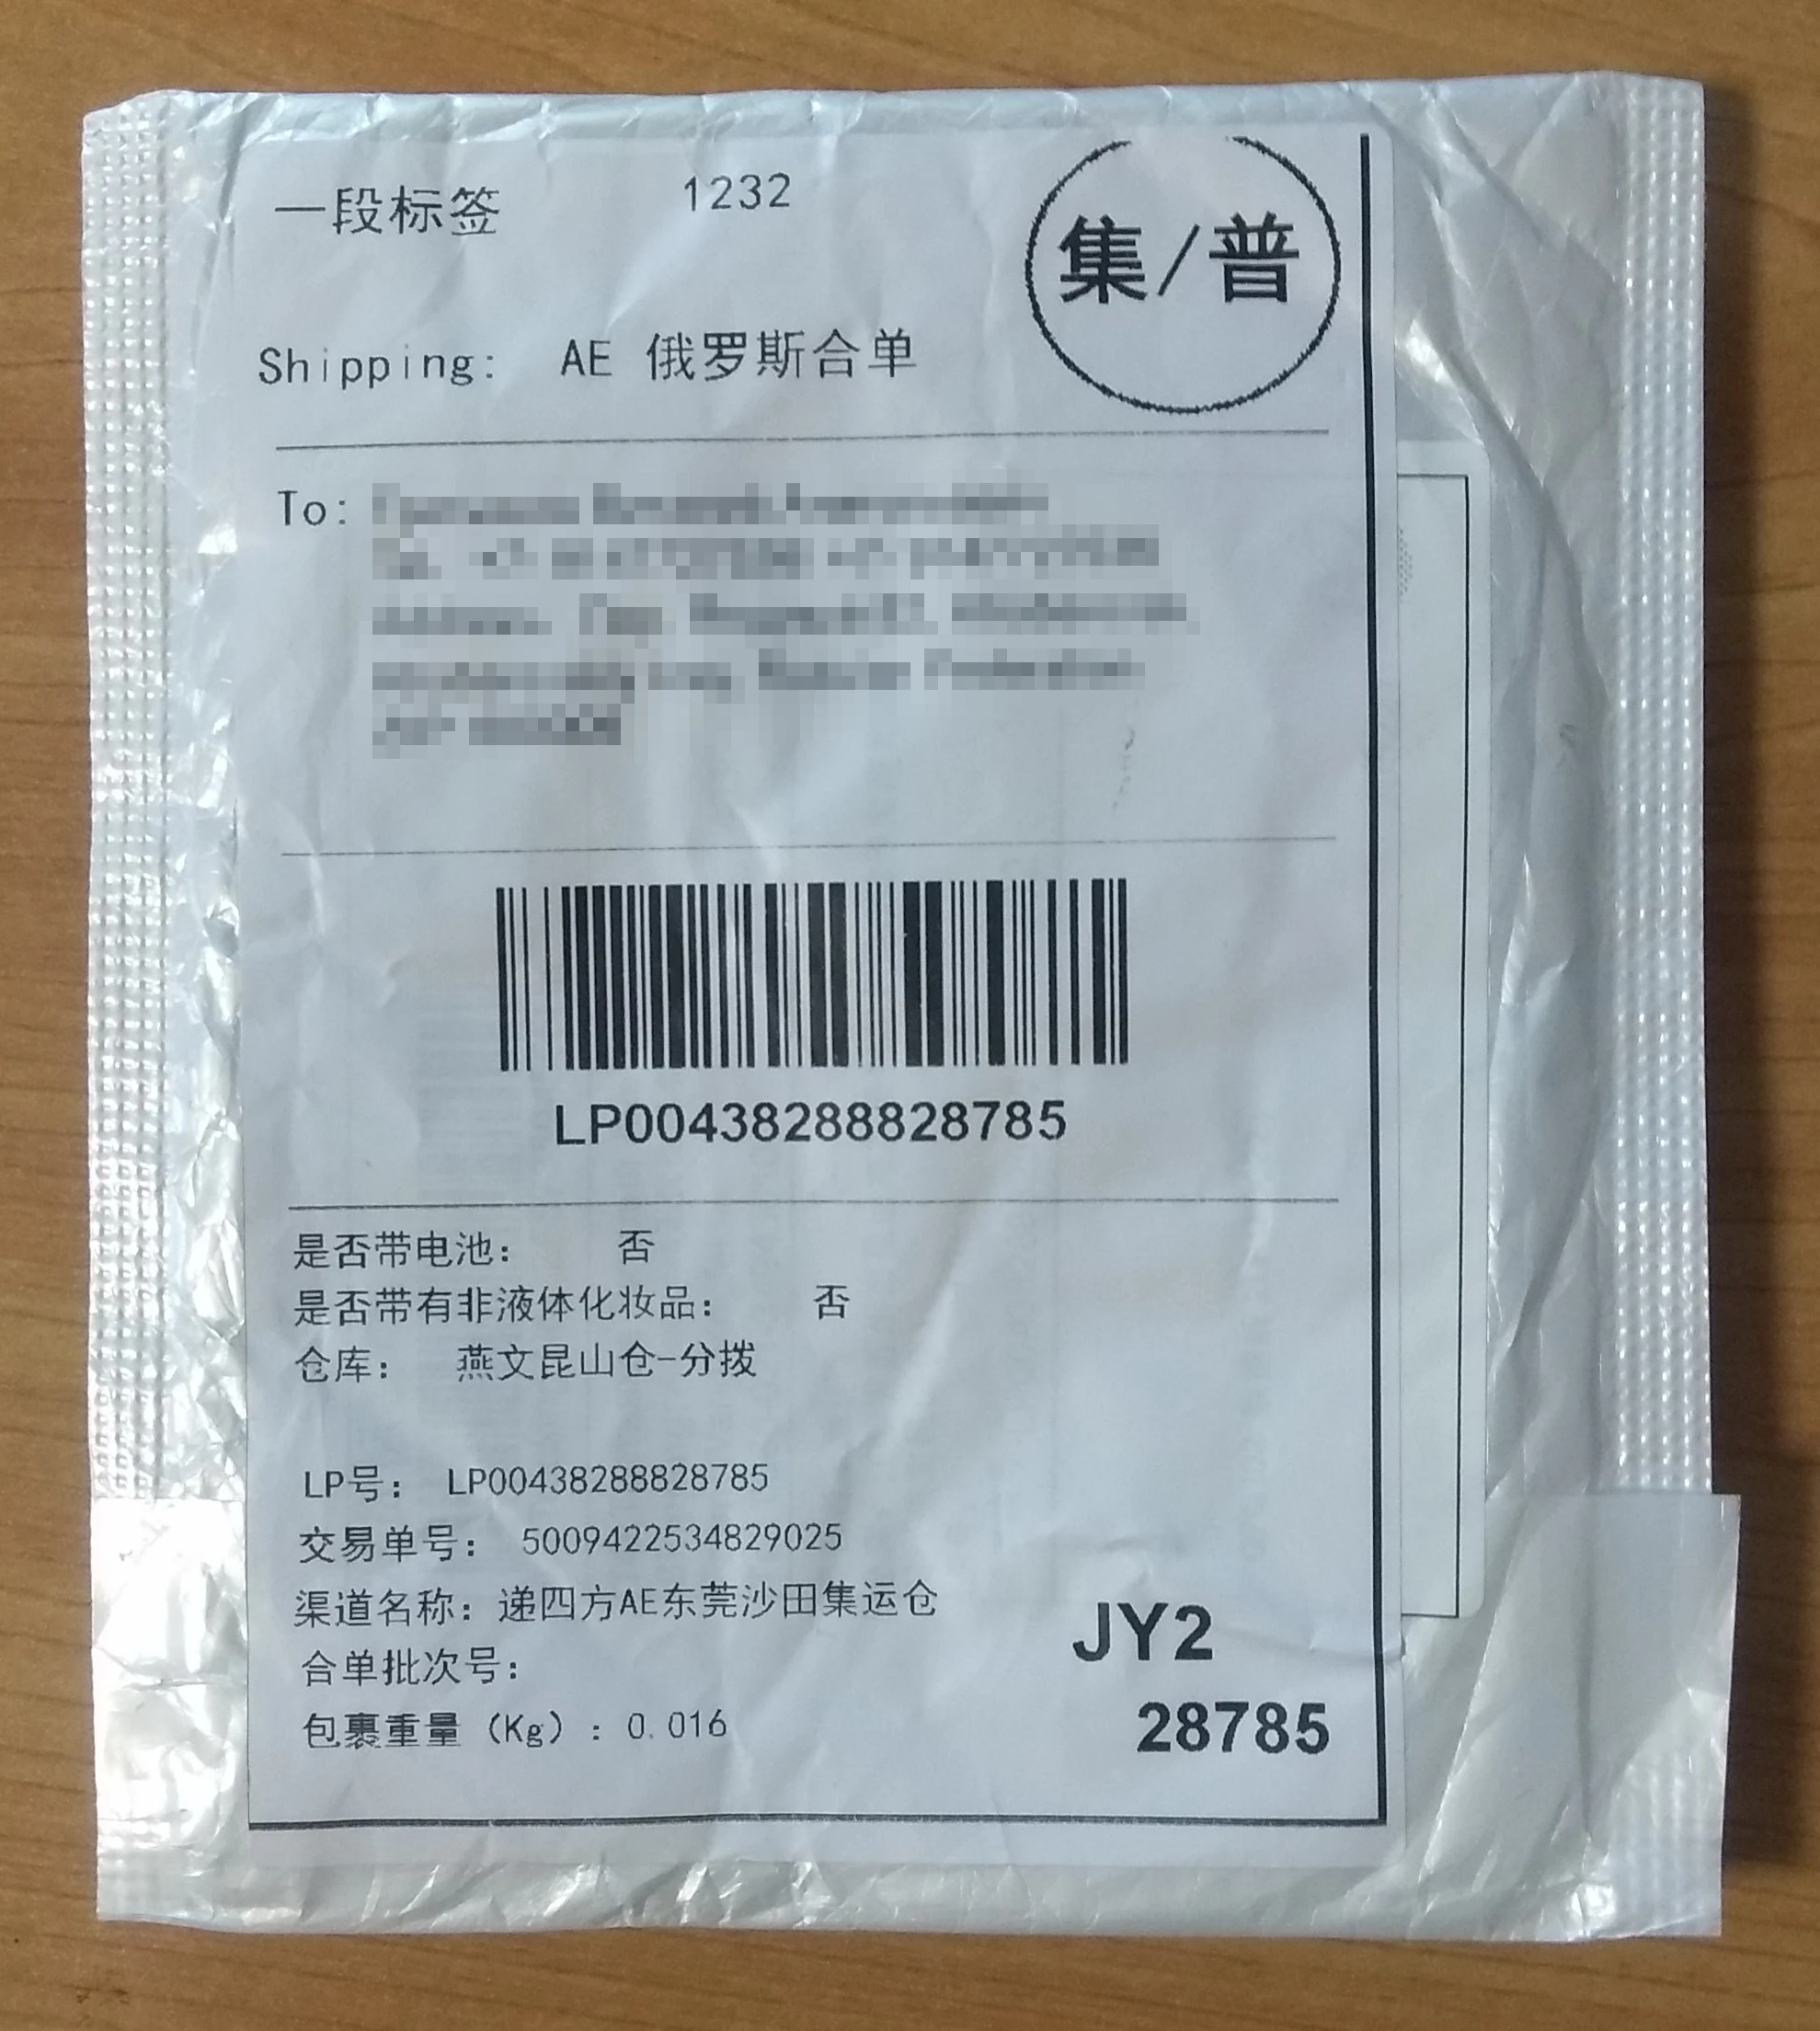 一段标签 1232
集/普
Shipping: AE 俄罗斯合单
To:
LP00438288828785
是否带电池： 否
是否带有非液体化妆品： 否
仓库： 燕文昆山仓-分拨
LP号： LP00438288828785
交易单号： 5009422534829025
渠道名称：递四方AE东莞沙田集运仓
合单批次号：
包裹重量（Kg）：0.016
JY2
28785